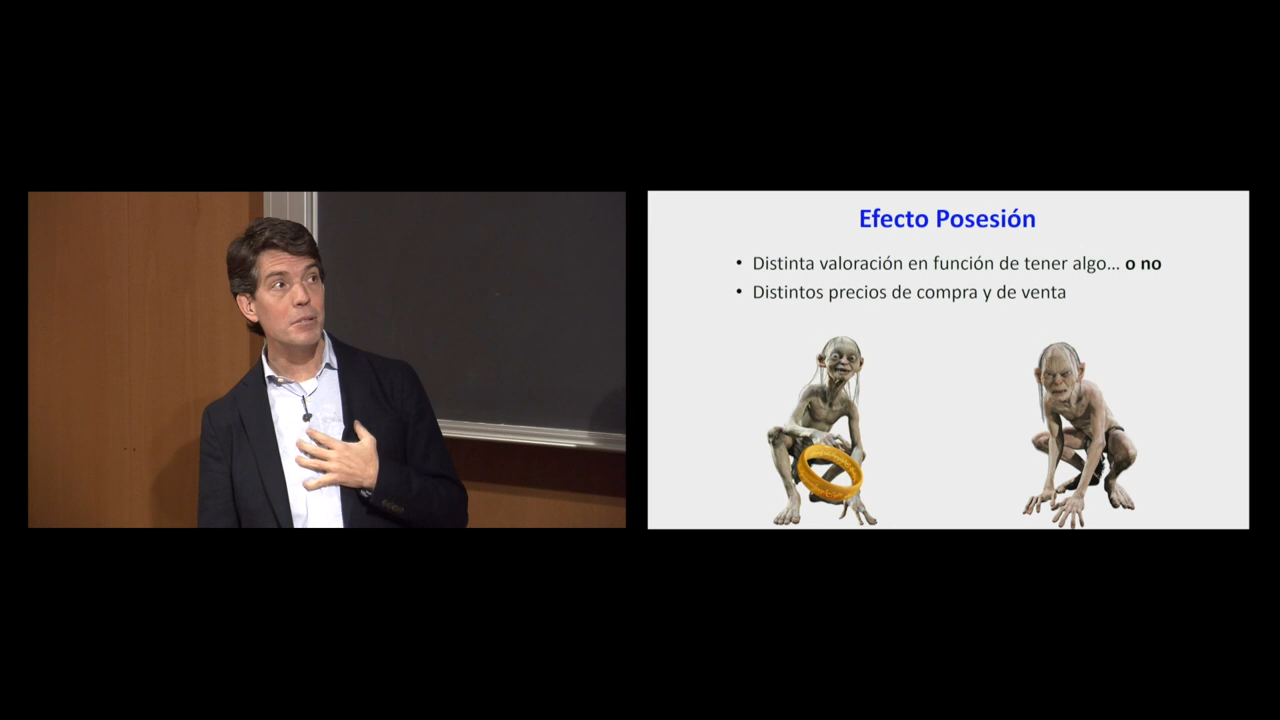 Efecto Posesión
• Distinta valoración en función de tener algo... o no
• Distintos precios de compra y de venta